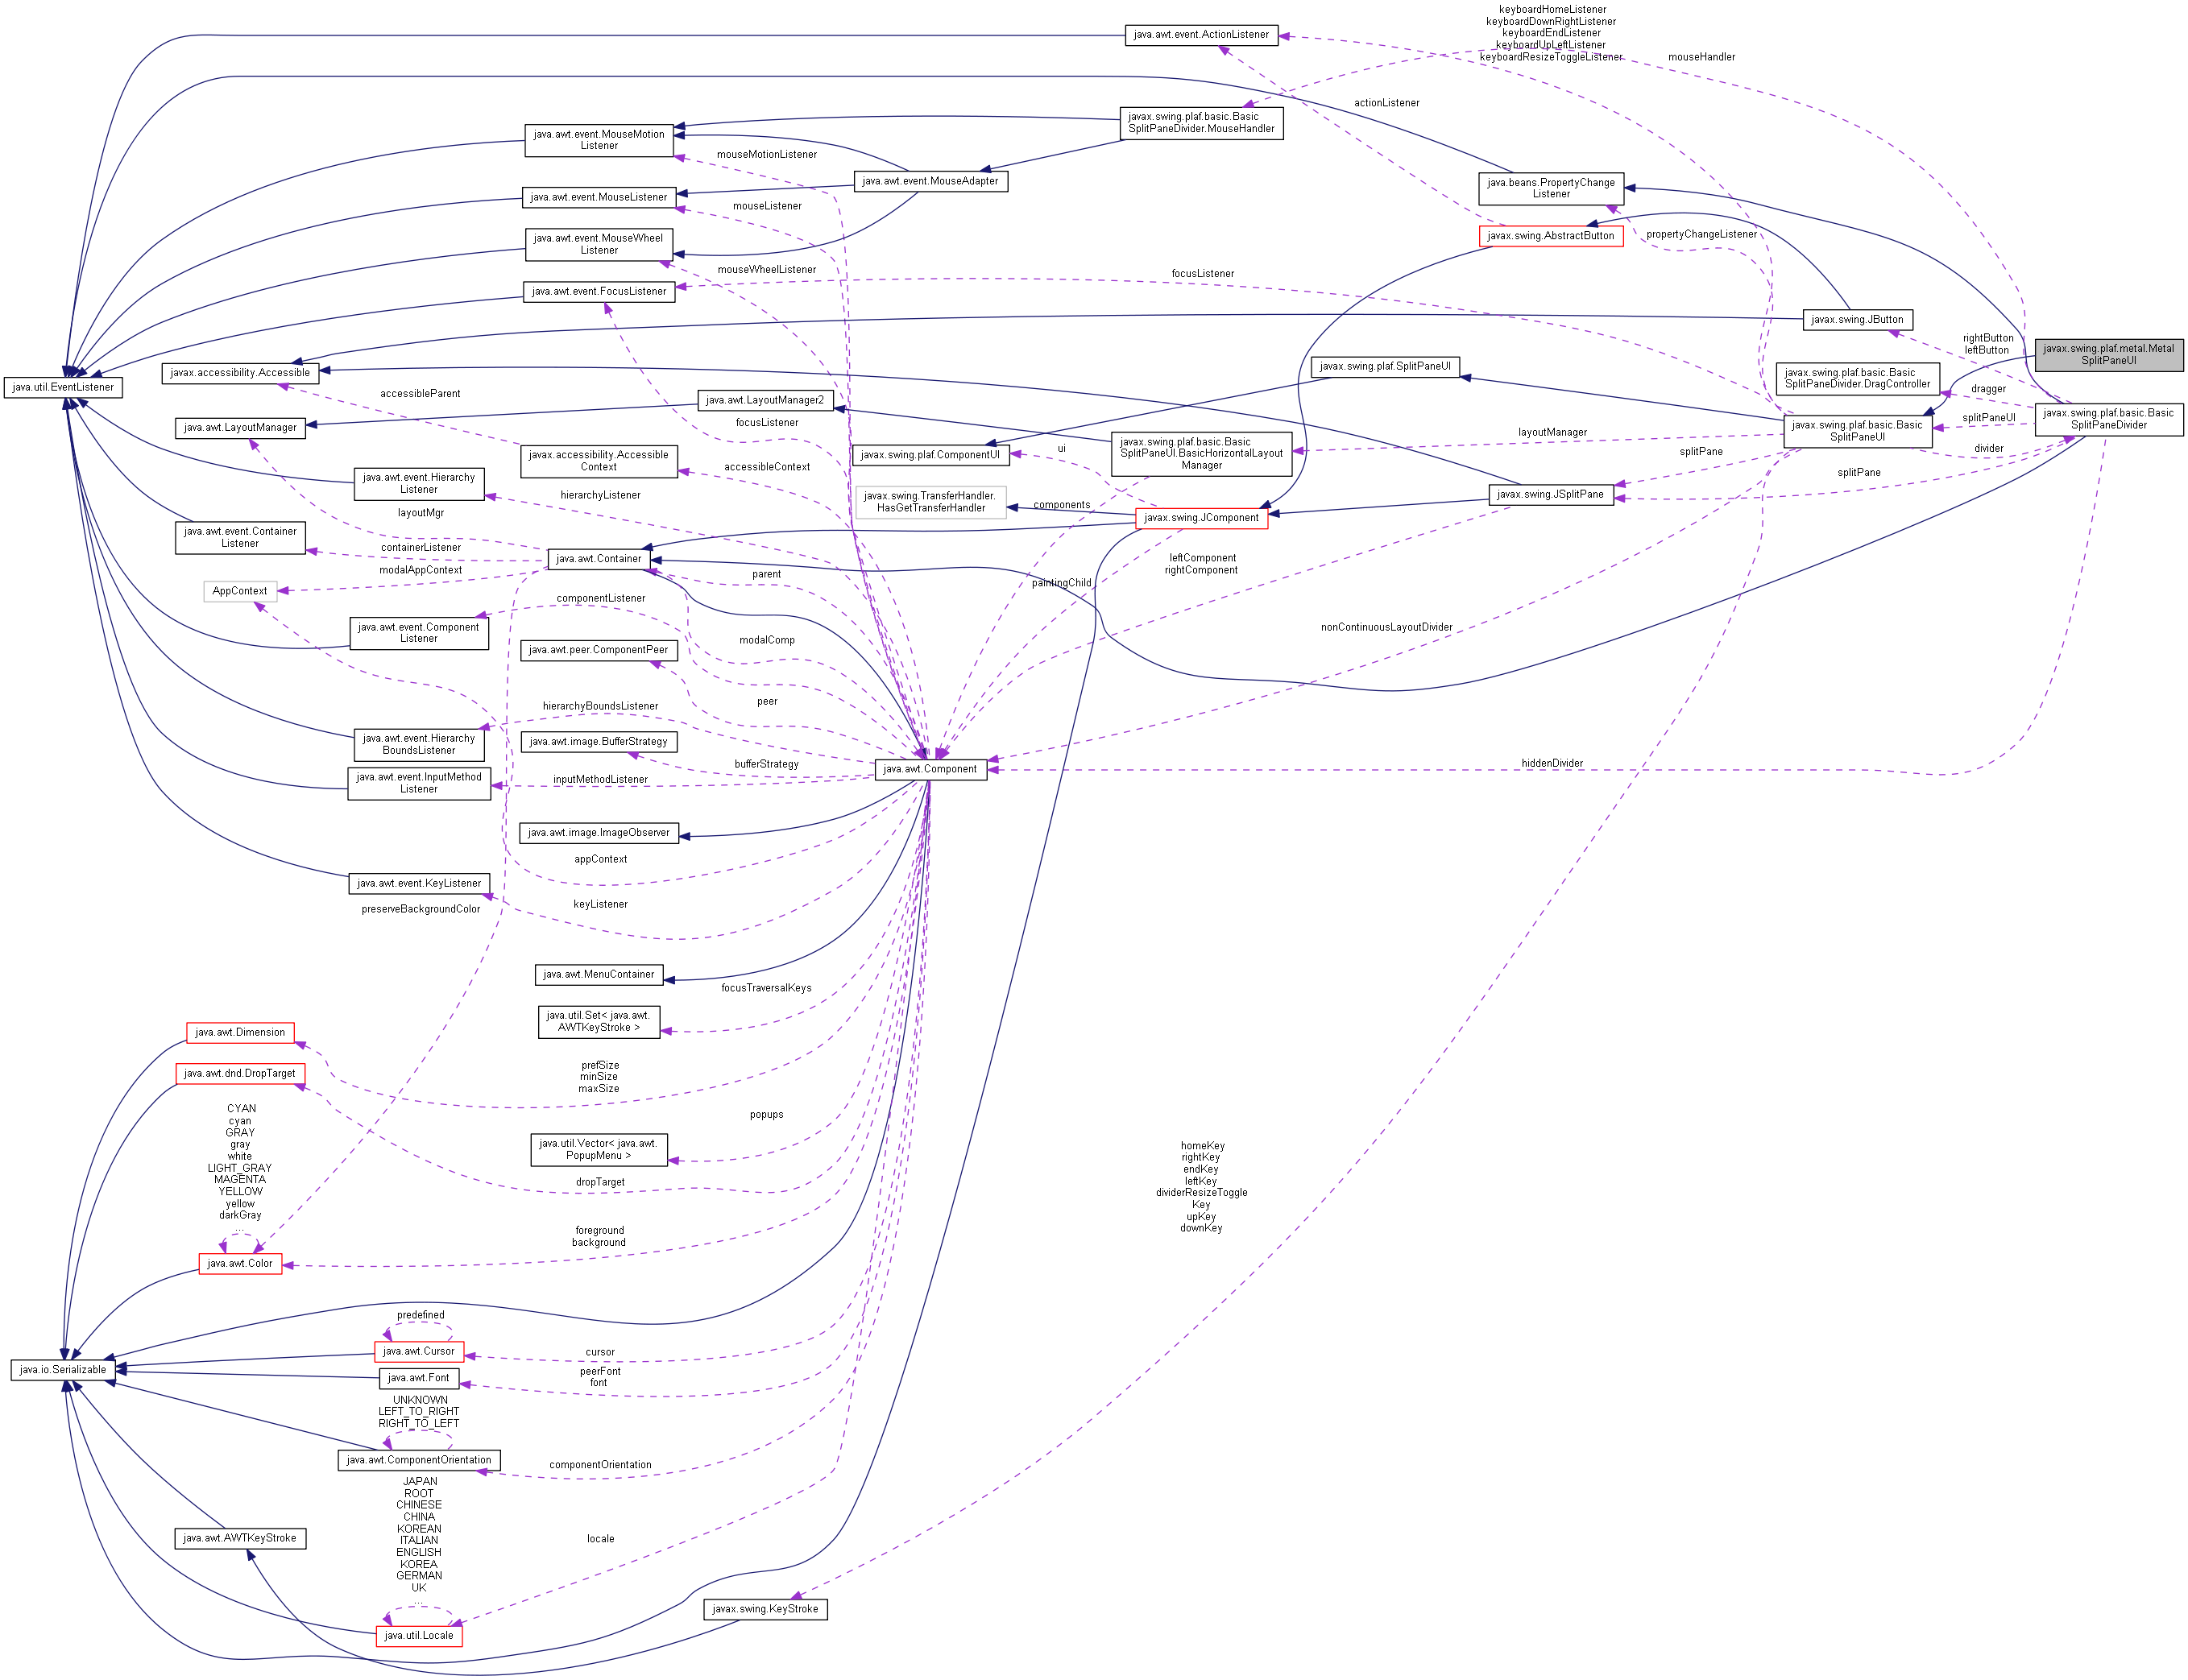 keyboardHomeListener
keyboardDownRightListener
keyboardEndListener
keyboardUpLeftListener
keyboardResizeToggleListener
java.awt.event.ActionListener
mouseHandler
actionListener
javax.swing.plaf.basic.Basic
SplitPaneDivider.MouseHandler
java.awt.event.MouseMotion
Listener
mouseMotionListener
java.awt.event.MouseAdapter
java.beans.PropertyChange
Listener
java.awt.event.MouseListener
mouseListener
java.awt.event.MouseWheel
Listener
javax.swing.AbstractButton
propertyChangeListener
mouseWheelListener
focusListener
java.awt.event.FocusListener
javax.swing.JButton
rightButton
leftButton
javax.swing.plaf.metal.Metal
SplitPaneUI
javax.accessibility.Accessible
javax.swing.plaf.SplitPaneUI
javax.swing.plaf.basic.Basic
SplitPaneDivider.DragController
dragger
java.util.EventListener
accessibleParent
java.awt.LayoutManager2
javax.swing.plaf.basic.Basic
SplitPaneDivider
splitPaneUI
java.awt.LayoutManager
focusListener
javax.swing.plaf.basic.Basic
SplitPaneUI
layoutManager
javax.swing.plaf.basic.Basic
SplitPaneUI.BasicHorizontalLayout
Manager
ui
javax.swing.plaf.ComponentUI
javax.accessibility.Accessible
Context
accessibleContext
splitPane
divider
splitPane
java.awt.event.Hierarchy
Listener
hierarchyListener
javax.swing.TransferHandler.
HasGetTransferHandler
components
javax.swing.JSplitPane
layoutMgr
javax.swing.JComponent
java.awt.event.Container
Listener
containerListener
java.awt.Container
modalAppContext
parent
paintingChild
leftComponent
rightComponent
AppContext
componentListener
java.awt.event.Component
Listener
modalComp
nonContinuousLayoutDivider
java.awt.peer.ComponentPeer
peer
hierarchyBoundsListener
java.awt.event.Hierarchy
BoundsListener
java.awt.image.BufferStrategy
bufferStrategy
java.awt.Component
hiddenDivider
java.awt.event.InputMethod
Listener
inputMethodListener
java.awt.image.ImageObserver
appContext
java.awt.event.KeyListener
keyListener
preserveBackgroundColor
java.awt.MenuContainer
focusTraversalKeys
java.util.Set< java.awt.
AWTKeyStroke >
java.awt.Dimension
prefSize
minSize
maxSize
java.awt.dnd.DropTarget
popups
java.util.Vector< java.awt.
PopupMenu >
dropTarget
CYAN
cyan
GRAY
gray
white
LIGHT_GRAY
MAGENTA
YELLOW
yellow
darkGray
...
homeKey
rightKey
endKey
leftKey
dividerResizeToggle
Key
upKey
downKey
foreground
background
java.awt.Color
predefined
java.awt.Cursor
cursor
java.io.Serializable
java.awt.Font
peerFont
font
UNKNOWN
LEFT_TO_RIGHT
RIGHT_TO_LEFT
java.awt.ComponentOrientation
componentOrientation
JAPAN
ROOT
CHINESE
CHINA
KOREAN
ITALIAN
ENGLISH
KOREA
GERMAN
UK
...
java.awt.AWTKeyStroke
locale
javax.swing.KeyStroke
java.util.Locale